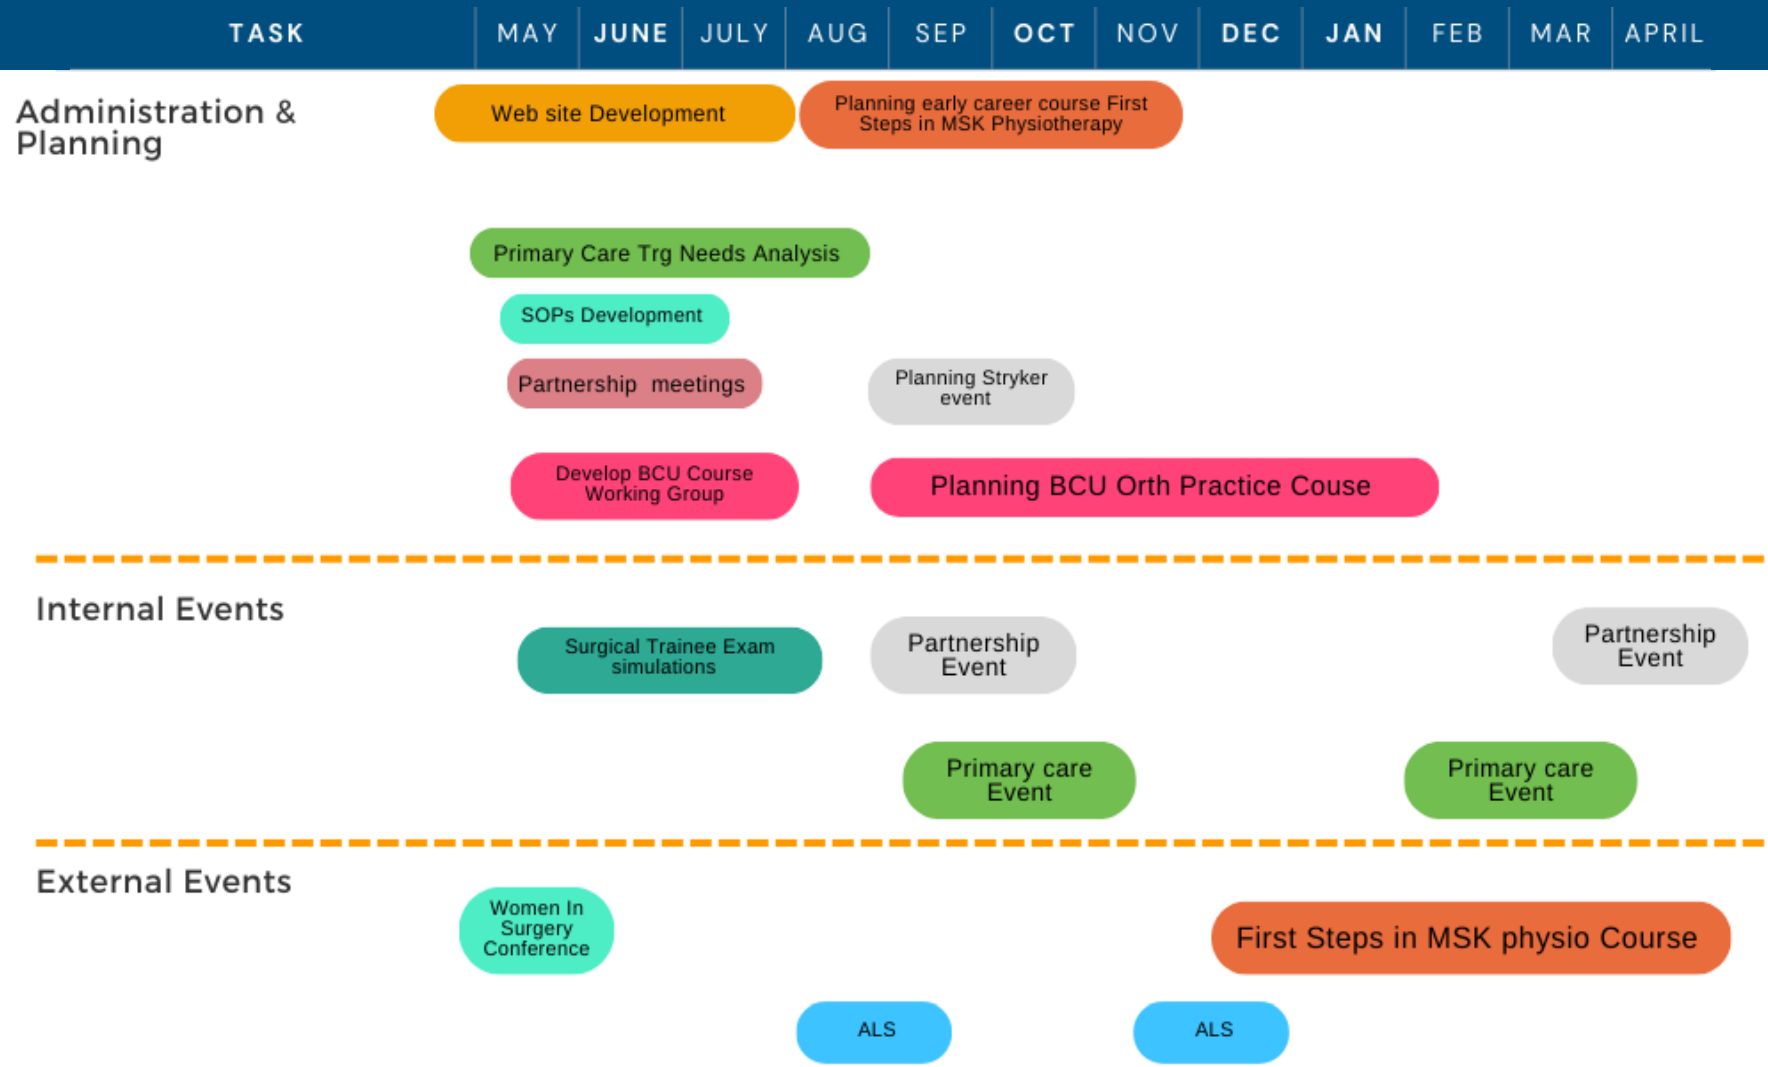 TASK MAY JUNE JULY AUG SEP OCT NOV DEC JAN FEB MAR APRIL
Administration &
Planning
Web site Development
Planning early career course First
Steps in MSK Physiotherapy
Primary Care Trg Needs Analysis
SOPs Development
Partnership meetings
Planning Stryker
event
Develop BCU Course
Working Group
Planning BCU Orth Practice Couse
Internal Events
Surgical Trainee Exam
simulations
Partnership
Event
Partnership
Event
Primary care
Event
Primary care
Event
External Events
Women In
Surgery
Conference
First Steps in MSK physio Course
ALS
ALS